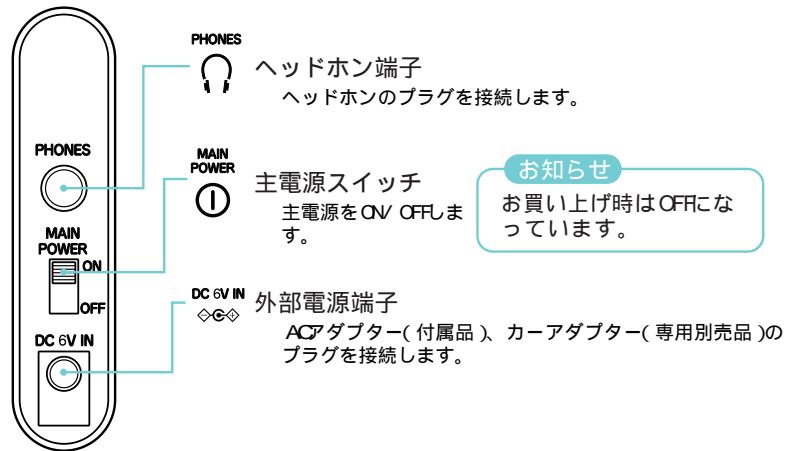 PHONES
MAIN
POWER
ON
OFF
DC 6V IN
PHONES
ヘッドホン端子
ヘッドホンのプラグを接続します。
MAIN
POWER
主電源スイッチ
主電源をON/ OFFしま
す。
お知らせ
お買い上げ時はOFFにな
っています。
DC 6V IN
外部電源端子
ACアダプター( 付属品 )、カーアダプター( 専用別売品 )の
プラグを接続します。